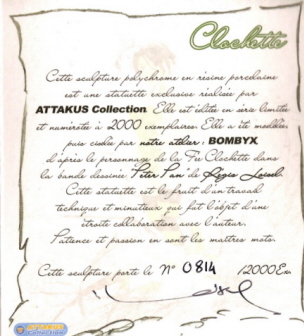 Clochette
Cette sculpture polychrome en résine porcelaine
est une statuette exclusive réalisée par
ATTAKUS Collection. Elle est éditée en série limitée
et numérotée à 2000 exemplaires. Elle a été modelée,
puis éditée par notre atelier: BOMBYX,
d'après le personnage de la Fée Clochette dans
la bande dessinée Peter Pan de Régis Loisel.
Cette statuette est le fruit d'un travail
technique et minutieux qui fut l'objet d'une
étroite collaboration avec l'auteur.
Patience et passion en sont les maîtres mots.
Cette sculpture porte le N° 0814 /2000 Ex.